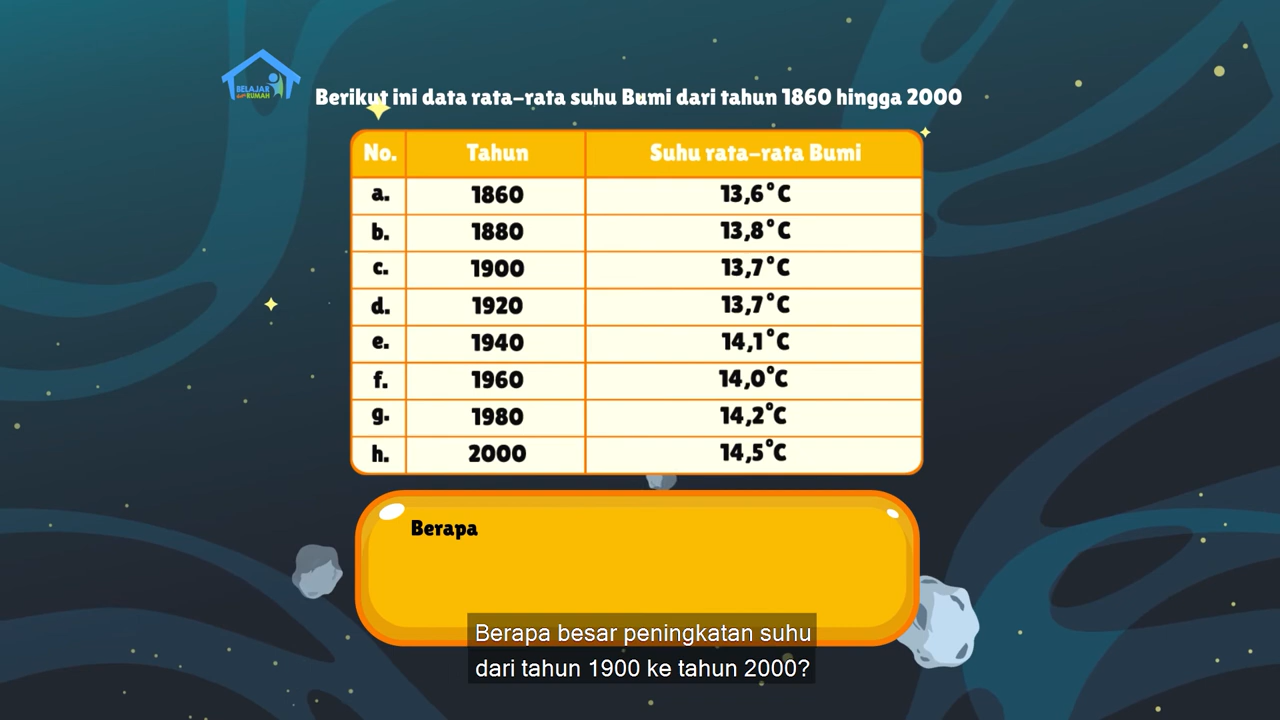 BELAJAR
dari RUMAH
Berikut ini data rata-rata suhu Bumi dari tahun 1860 hingga 2000
No. Tahun Suhu rata-rata Bumi
a. 1860 13,6°C
b. 1880 13,8°C
c. 1900 13,7°C
d. 1920 13,7°C
e. 1940 14,1°C
f. 1960 14,0°C
g. 1980 14,2°C
h. 2000 14,5°C
Berapa
Berapa besar peningkatan suhu
dari tahun 1900 ke tahun 2000?